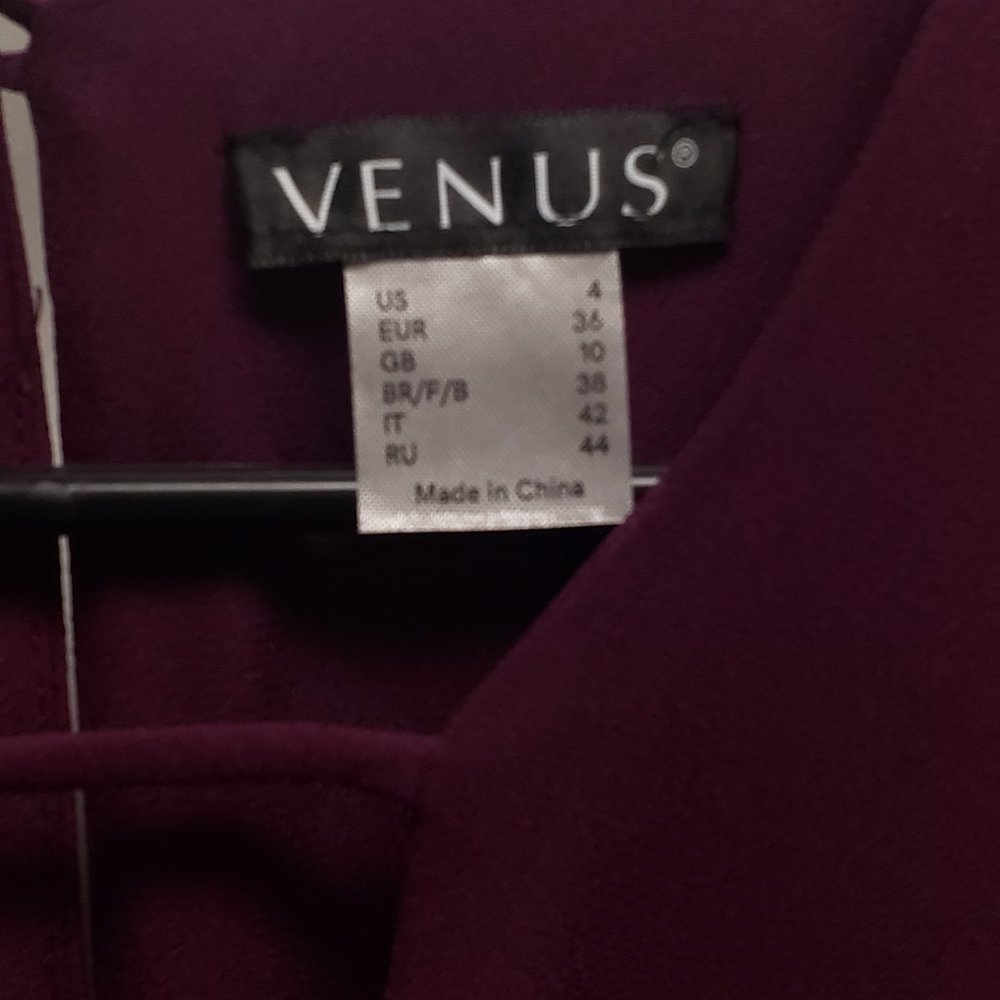 VENUS®
US 4
EUR 36
GB 10
BR/F/B 38
IT 42
RU 44
Made in China